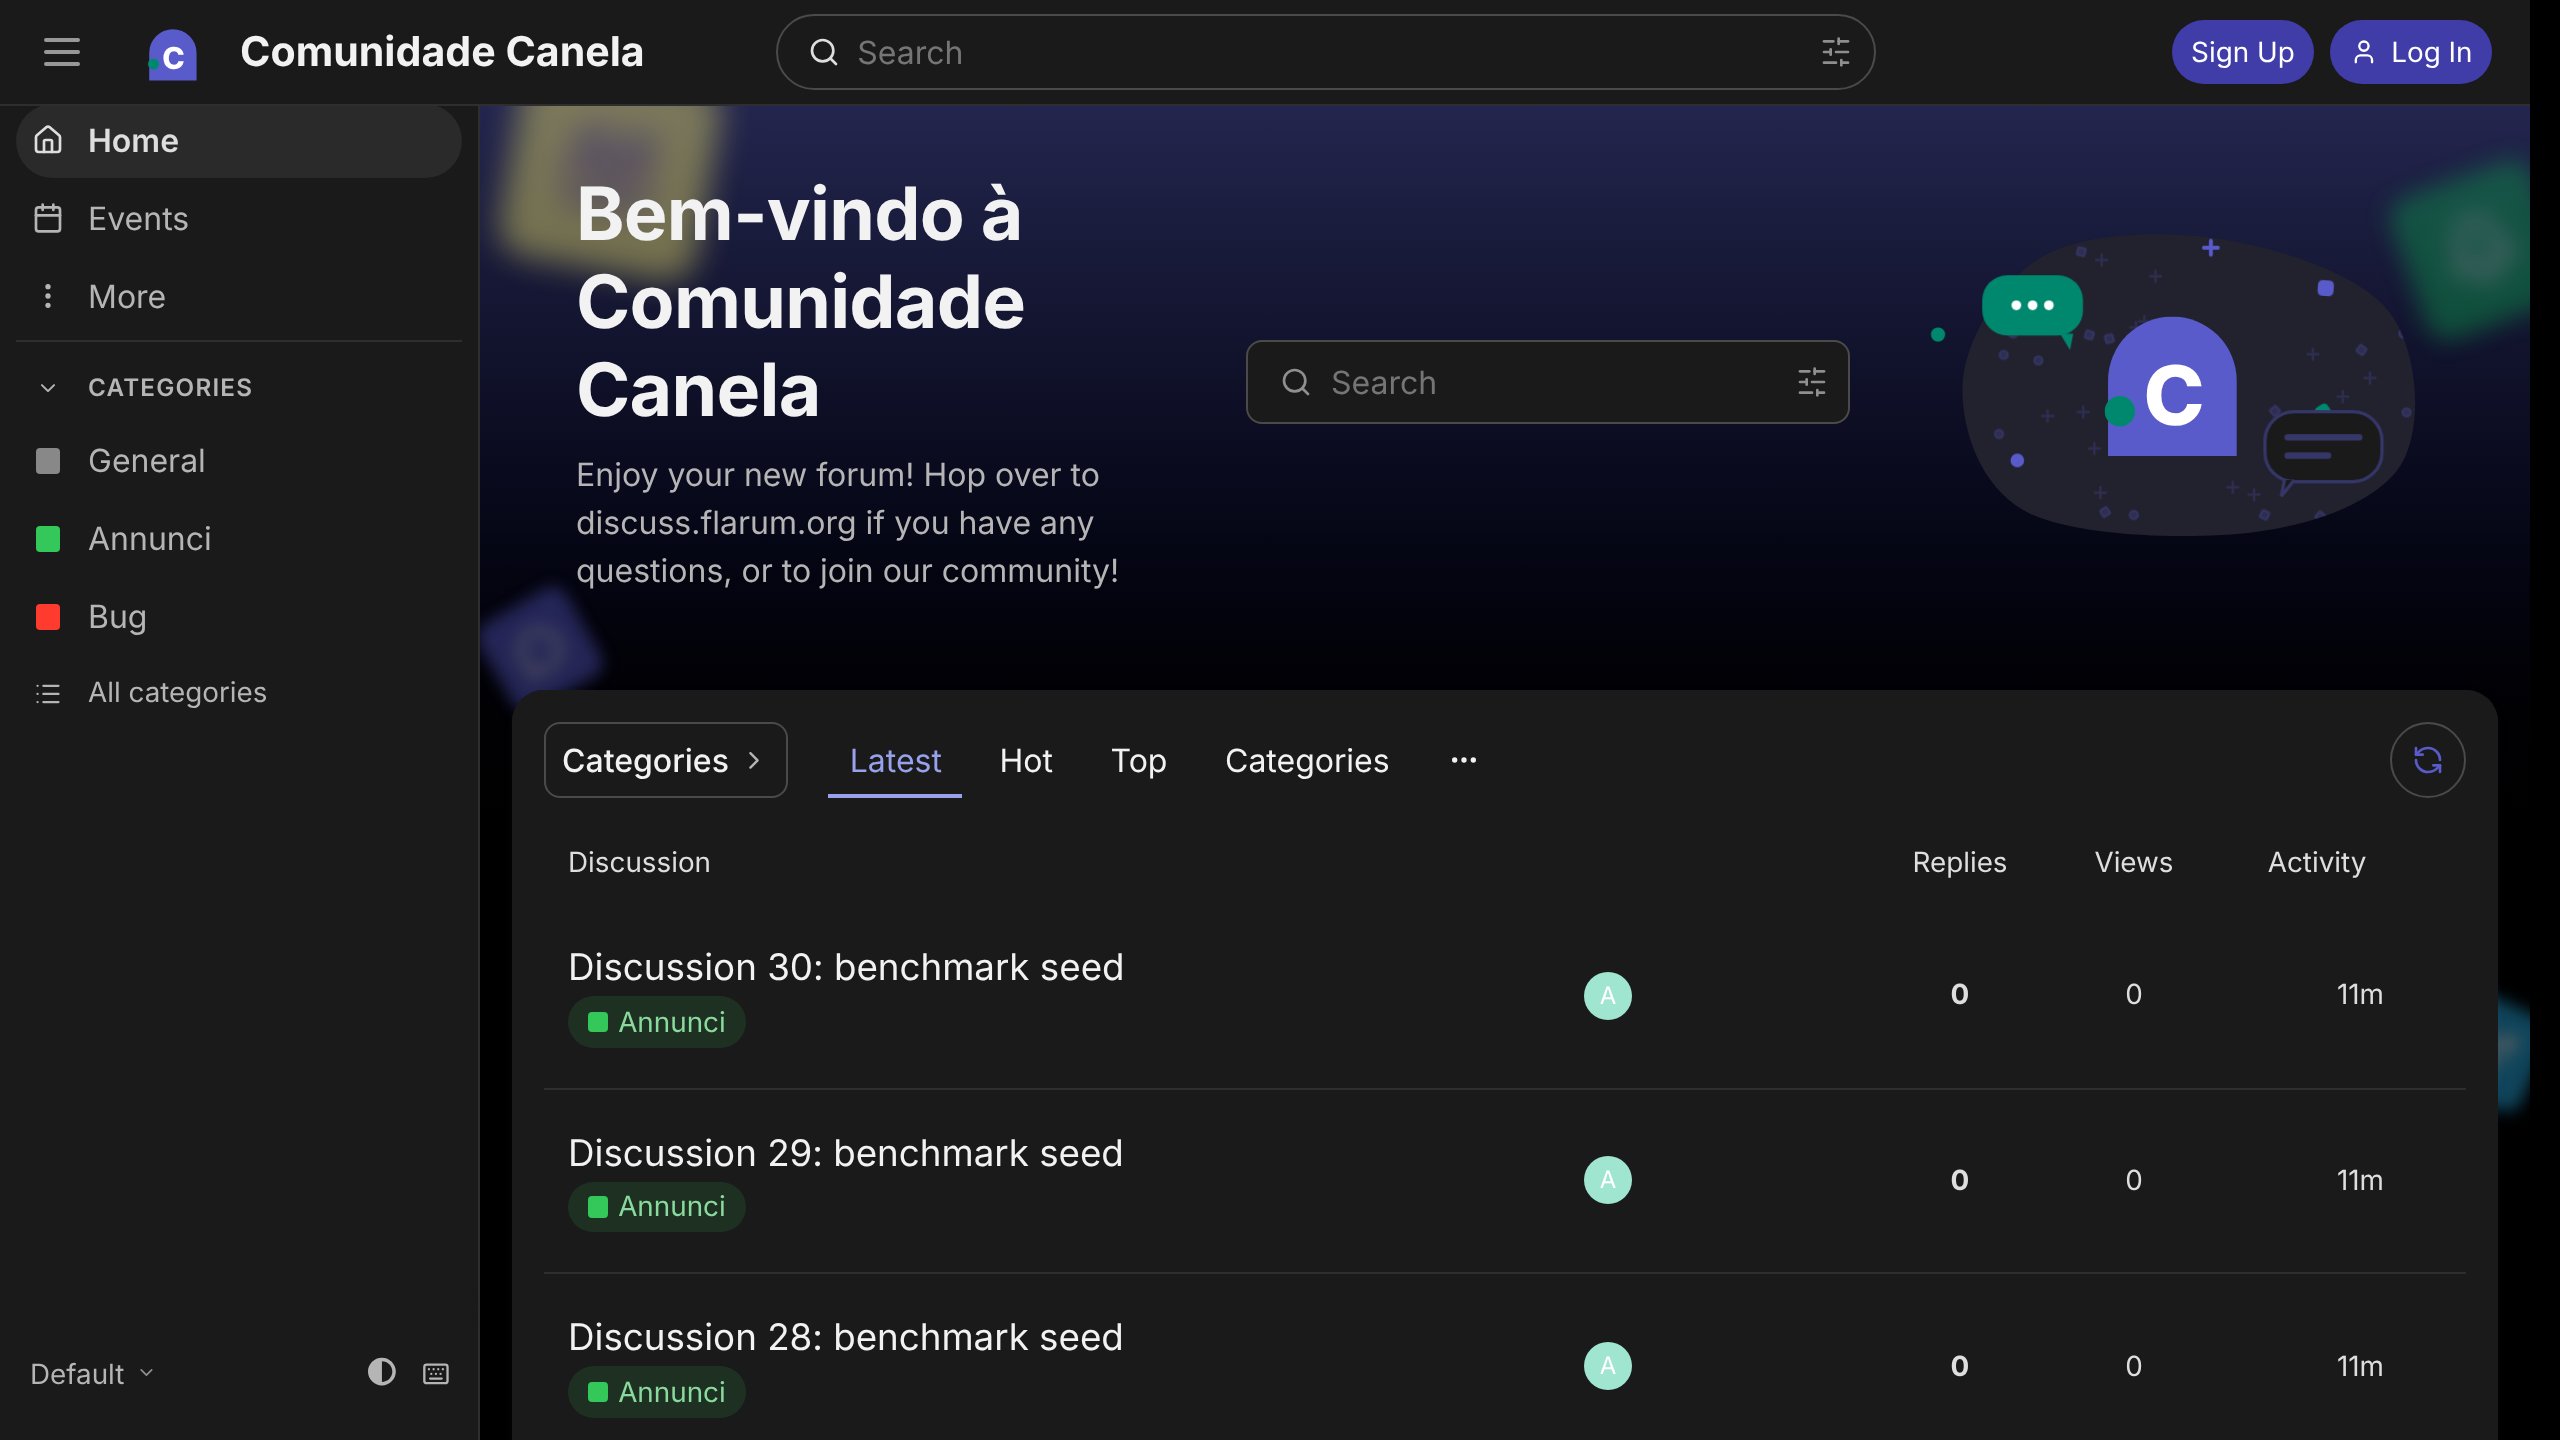 C
Comunidade Canela
Search
Sign Up
Log In
Home
Events
More
CATEGORIES
General
Annunci
Bug
All categories
Default
Bem-vindo à
Comunidade
Canela
Enjoy your new forum! Hop over to
discuss.flarum.org if you have any
questions, or to join our community!
Search
C
Categories
Latest
Hot
Top
Categories
Discussion
Replies
Views
Activity
Discussion 30: benchmark seed
Annunci
A
0
0
11m
Discussion 29: benchmark seed
Annunci
A
0
0
11m
Discussion 28: benchmark seed
Annunci
A
0
0
11m